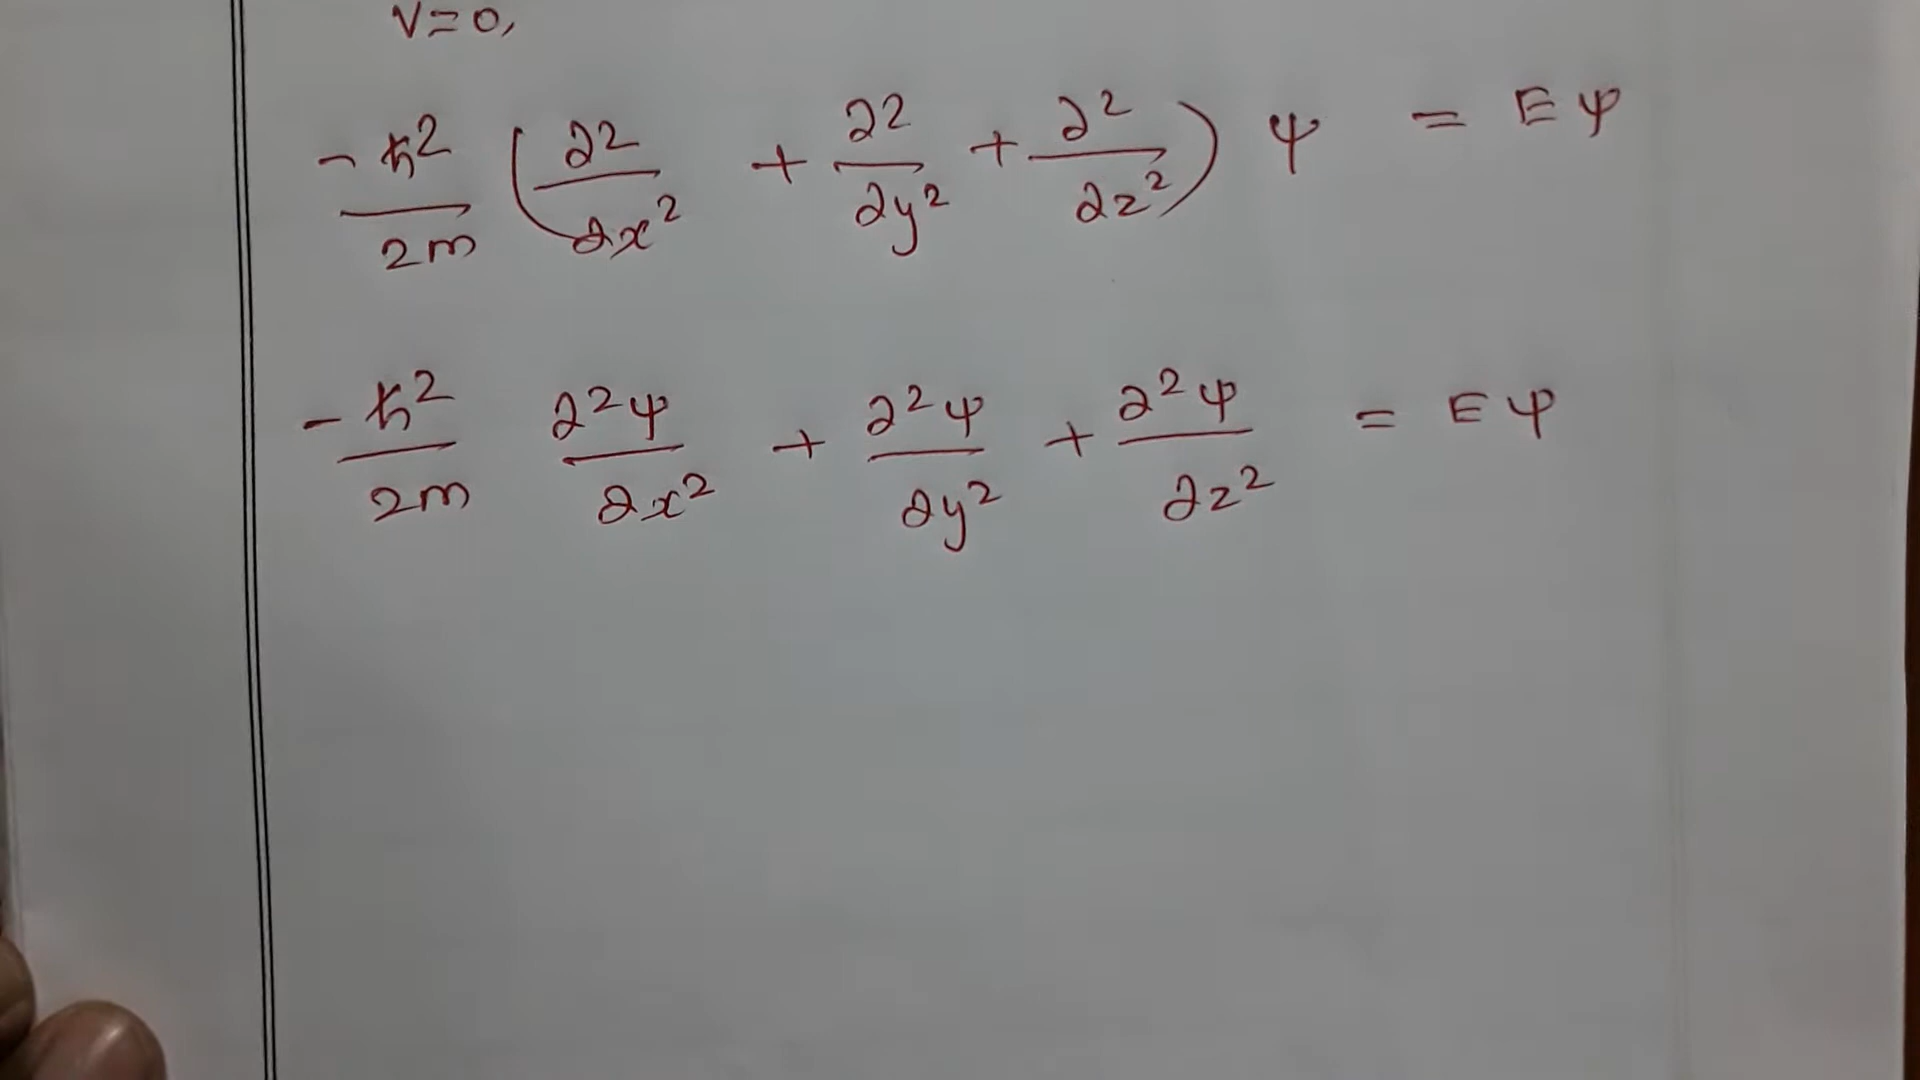 V=0,
-ℏ²/2m (∂²/∂x² + ∂²/∂y² + ∂²/∂z²) ψ = Eψ
-ℏ²/2m ∂²ψ/∂x² + ∂²ψ/∂y² + ∂²ψ/∂z² = Eψ